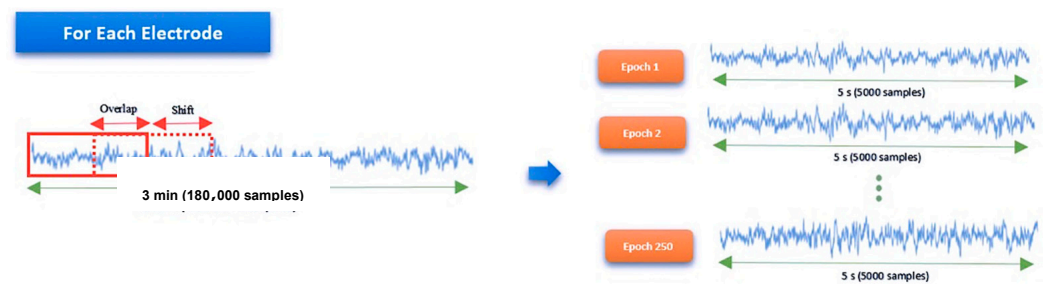 For Each Electrode
Overlap
Shift
3 min (180,000 samples)
Epoch 1
5 s (5000 samples)
Epoch 2
5 s (5000 samples)
Epoch 250
5 s (5000 samples)